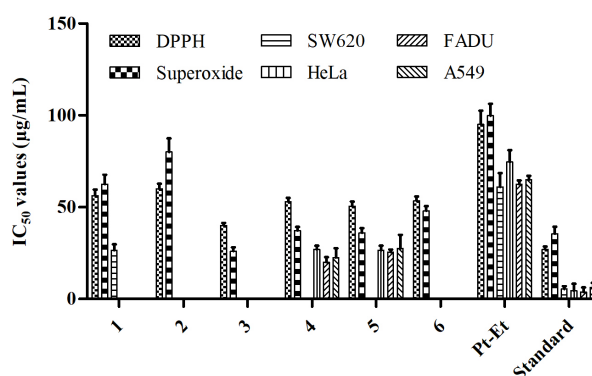 150
100
50
0
IC50 values (µg/mL)
DPPH
SW620
FADU
Superoxide
HeLa
A549
1
2
3
4
5
6
Pt-Et
Standard